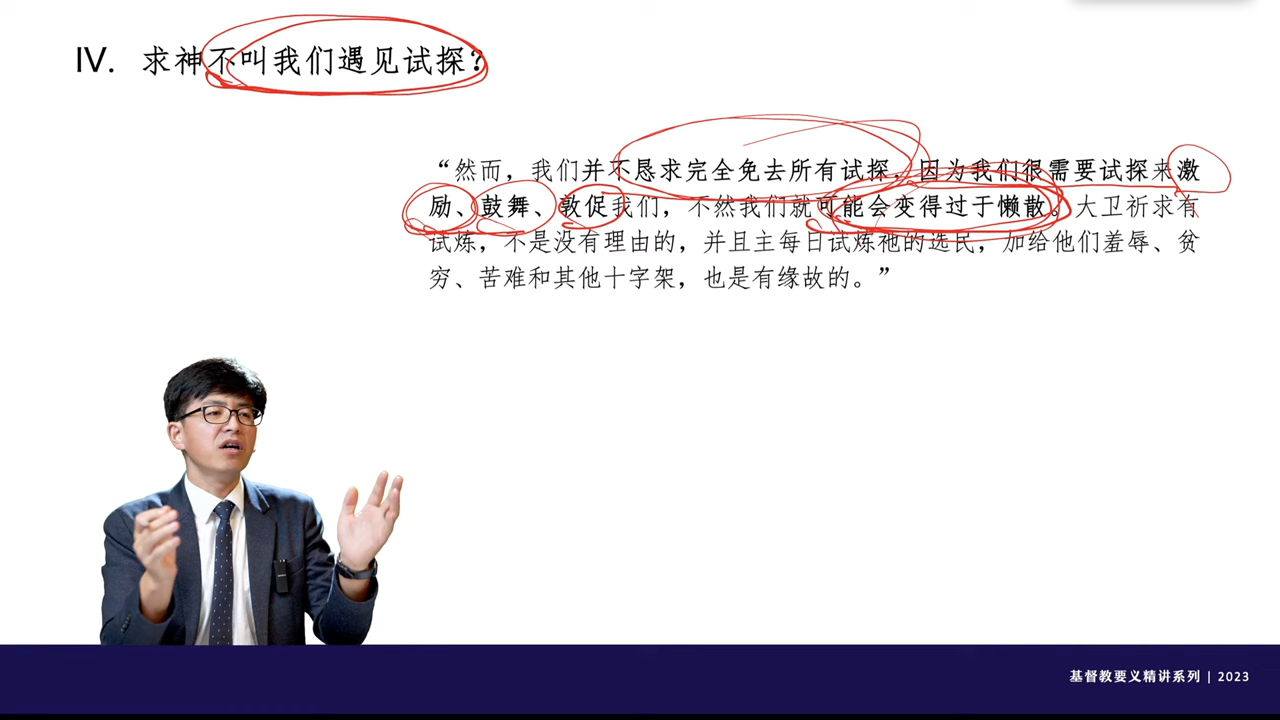 IV. 求神不叫我们遇见试探？
“然而，我们并不恳求完全免去所有试探，因为我们很需要试探来激
励、鼓舞、敦促我们，不然我们就可能会变得过于懒散。大卫祈求有
试炼，不是没有理由的，并且主每日试炼祂的选民，加给他们羞辱、贫
穷、苦难和其他十字架，也是有缘故的。”
基督教要义精讲系列 | 2023